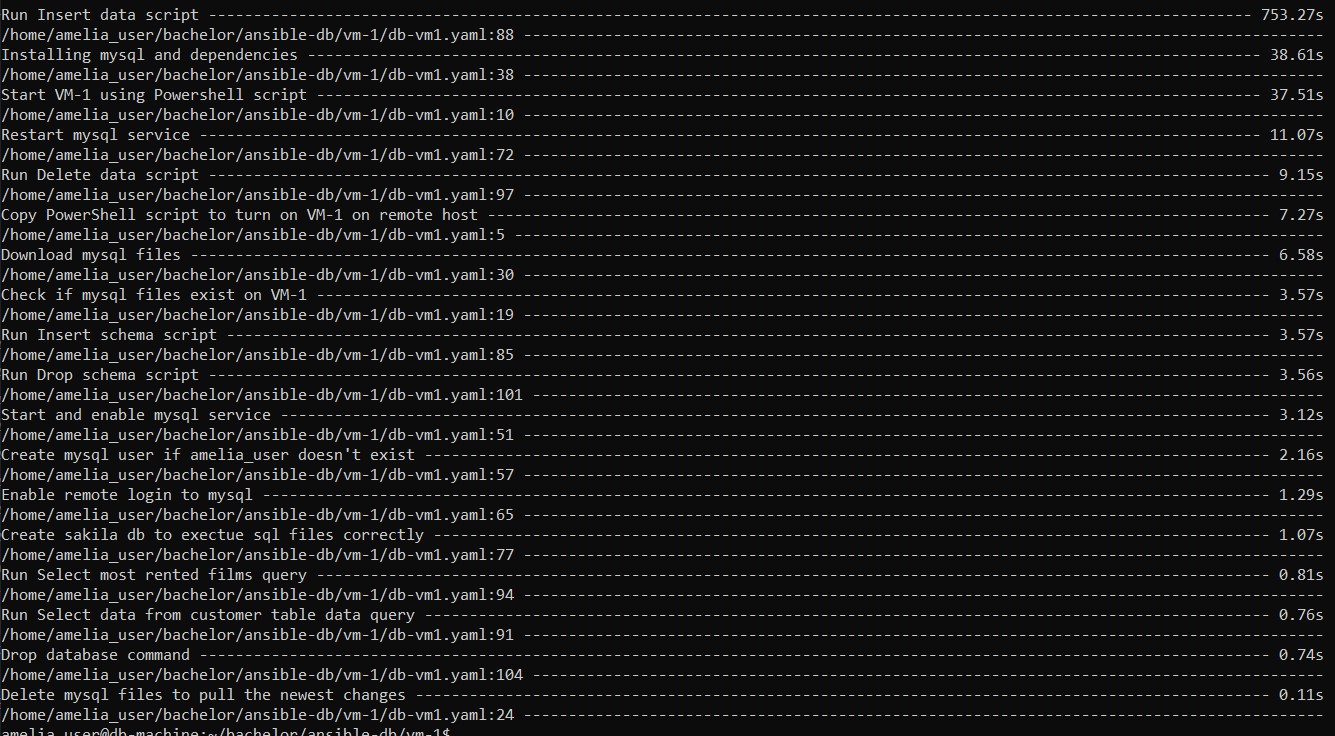 Run Insert data script -------------------------------------------------------------------------------------------------------------------- 753.27s
/home/amelia_user/bachelor/ansible-db/vm-1/db-vm1.yaml:88 -----------------------------------------------------------------------------------------
Installing mysql and dependencies ---------------------------------------------------------------------------------------------------------- 38.61s
/home/amelia_user/bachelor/ansible-db/vm-1/db-vm1.yaml:38 -----------------------------------------------------------------------------------------
Start VM-1 using Powershell script --------------------------------------------------------------------------------------------------------- 37.51s
/home/amelia_user/bachelor/ansible-db/vm-1/db-vm1.yaml:10 -----------------------------------------------------------------------------------------
Restart mysql service ---------------------------------------------------------------------------------------------------------------------- 11.07s
/home/amelia_user/bachelor/ansible-db/vm-1/db-vm1.yaml:72 -----------------------------------------------------------------------------------------
Run Delete data script ---------------------------------------------------------------------------------------------------------------------- 9.15s
/home/amelia_user/bachelor/ansible-db/vm-1/db-vm1.yaml:97 -----------------------------------------------------------------------------------------
Copy PowerShell script to turn on VM-1 on remote host --------------------------------------------------------------------------------------- 7.27s
/home/amelia_user/bachelor/ansible-db/vm-1/db-vm1.yaml:5 ------------------------------------------------------------------------------------------
Download mysql files ------------------------------------------------------------------------------------------------------------------------ 6.58s
/home/amelia_user/bachelor/ansible-db/vm-1/db-vm1.yaml:30 -----------------------------------------------------------------------------------------
Check if mysql files exist on VM-1 ---------------------------------------------------------------------------------------------------------- 3.57s
/home/amelia_user/bachelor/ansible-db/vm-1/db-vm1.yaml:19 -----------------------------------------------------------------------------------------
Run Insert schema script -------------------------------------------------------------------------------------------------------------------- 3.57s
/home/amelia_user/bachelor/ansible-db/vm-1/db-vm1.yaml:85 -----------------------------------------------------------------------------------------
Run Drop schema script ---------------------------------------------------------------------------------------------------------------------- 3.56s
/home/amelia_user/bachelor/ansible-db/vm-1/db-vm1.yaml:101 ----------------------------------------------------------------------------------------
Start and enable mysql service -------------------------------------------------------------------------------------------------------------- 3.12s
/home/amelia_user/bachelor/ansible-db/vm-1/db-vm1.yaml:51 -----------------------------------------------------------------------------------------
Create mysql user if amelia_user doesn't exist ---------------------------------------------------------------------------------------------- 2.16s
/home/amelia_user/bachelor/ansible-db/vm-1/db-vm1.yaml:57 -----------------------------------------------------------------------------------------
Enable remote login to mysql ---------------------------------------------------------------------------------------------------------------- 1.29s
/home/amelia_user/bachelor/ansible-db/vm-1/db-vm1.yaml:65 -----------------------------------------------------------------------------------------
Create sakila db to exectue sql files correctly --------------------------------------------------------------------------------------------- 1.07s
/home/amelia_user/bachelor/ansible-db/vm-1/db-vm1.yaml:77 -----------------------------------------------------------------------------------------
Run Select most rented films query ---------------------------------------------------------------------------------------------------------- 0.81s
/home/amelia_user/bachelor/ansible-db/vm-1/db-vm1.yaml:94 -----------------------------------------------------------------------------------------
Run Select data from customer table data query ---------------------------------------------------------------------------------------------- 0.76s
/home/amelia_user/bachelor/ansible-db/vm-1/db-vm1.yaml:91 -----------------------------------------------------------------------------------------
Drop database command ----------------------------------------------------------------------------------------------------------------------- 0.74s
/home/amelia_user/bachelor/ansible-db/vm-1/db-vm1.yaml:104 ----------------------------------------------------------------------------------------
Delete mysql files to pull the newest changes ----------------------------------------------------------------------------------------------- 0.11s
/home/amelia_user/bachelor/ansible-db/vm-1/db-vm1.yaml:24 -----------------------------------------------------------------------------------------
amelia_user@db-machine:~/bachelor/ansible-db/vm-1$